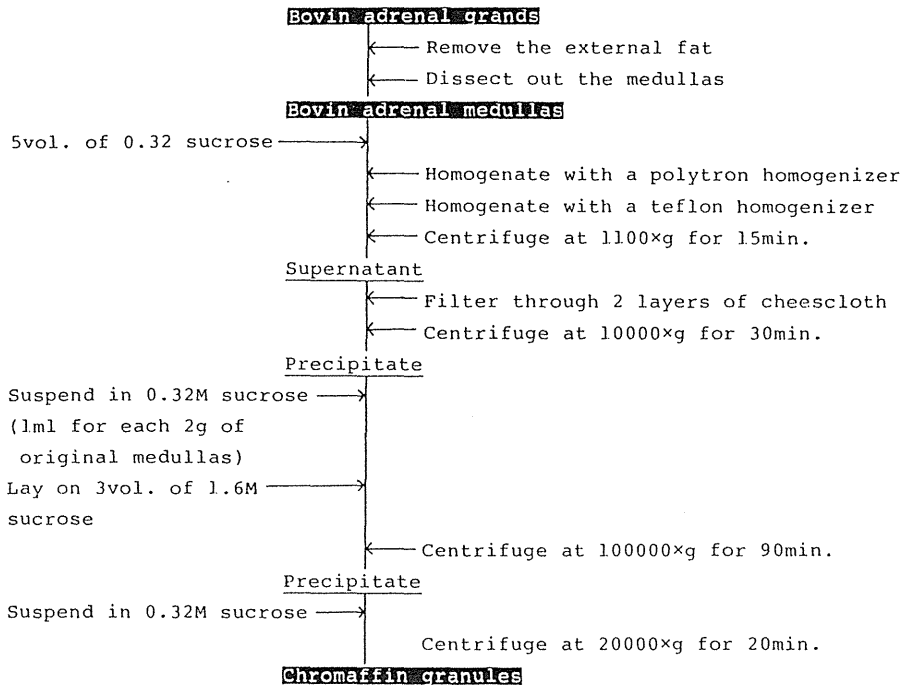 Bovin adrenal grands
Remove the external fat
Dissect out the medullas
Bovin adrenal medullas
5vol. of 0.32 sucrose
Homogenate with a polytron homogenizer
Homogenate with a teflon homogenizer
Centrifuge at 1100×g for 15min.
Supernatant
Filter through 2 layers of cheescloth
Centrifuge at 10000×g for 30min.
Precipitate
Suspend in 0.32M sucrose
(1ml for each 2g of
original medullas)
Lay on 3vol. of 1.6M
sucrose
Centrifuge at 100000×g for 90min.
Precipitate
Suspend in 0.32M sucrose
Centrifuge at 20000×g for 20min.
Chromaffin granules